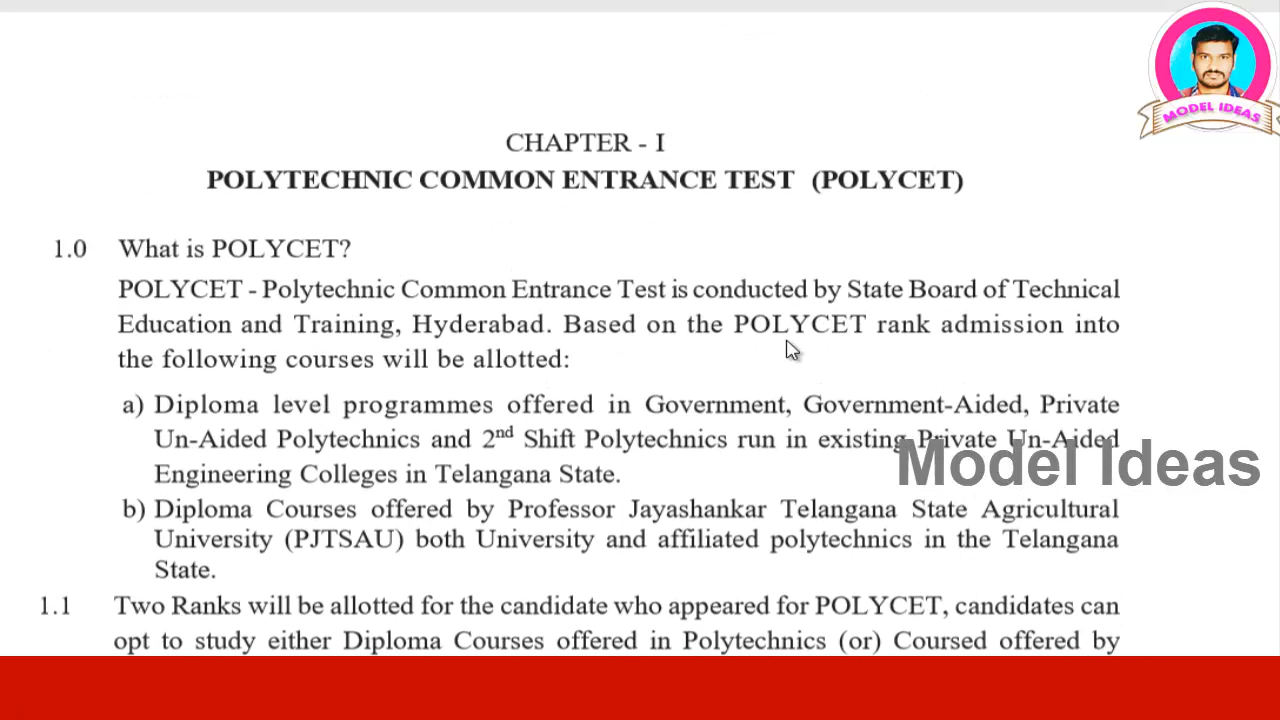 MODEL IDEAS
CHAPTER - I
POLYTECHNIC COMMON ENTRANCE TEST (POLYCET)
1.0 What is POLYCET?
POLYCET - Polytechnic Common Entrance Test is conducted by State Board of Technical
Education and Training, Hyderabad. Based on the POLYCET rank admission into
the following courses will be allotted:
a) Diploma level programmes offered in Government, Government-Aided, Private
Un-Aided Polytechnics and 2nd Shift Polytechnics run in existing Private Un-Aided
Engineering Colleges in Telangana State.
Model Ideas
b) Diploma Courses offered by Professor Jayashankar Telangana State Agricultural
University (PJTSAU) both University and affiliated polytechnics in the Telangana
State.
1.1 Two Ranks will be allotted for the candidate who appeared for POLYCET, candidates can
opt to study either Diploma Courses offered in Polytechnics (or) Coursed offered by